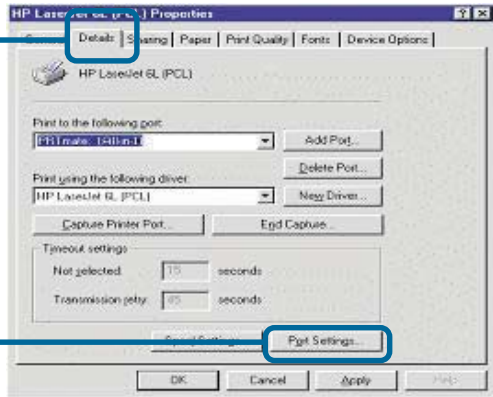 HP LaserJet 6L (PCL) Properties
Details Sharing Paper Print Quality Fonts Device Options
HP LaserJet 6L (PCL)
Print to the following port:
Add Port...
Delete Port...
Print using the following driver:
HP LaserJet 6L (PCL)
New Driver...
Capture Printer Port... End Capture...
Timeout settings
Not selected: 15 seconds
Transmission retry: 45 seconds
Port Settings...
OK Cancel Apply Help